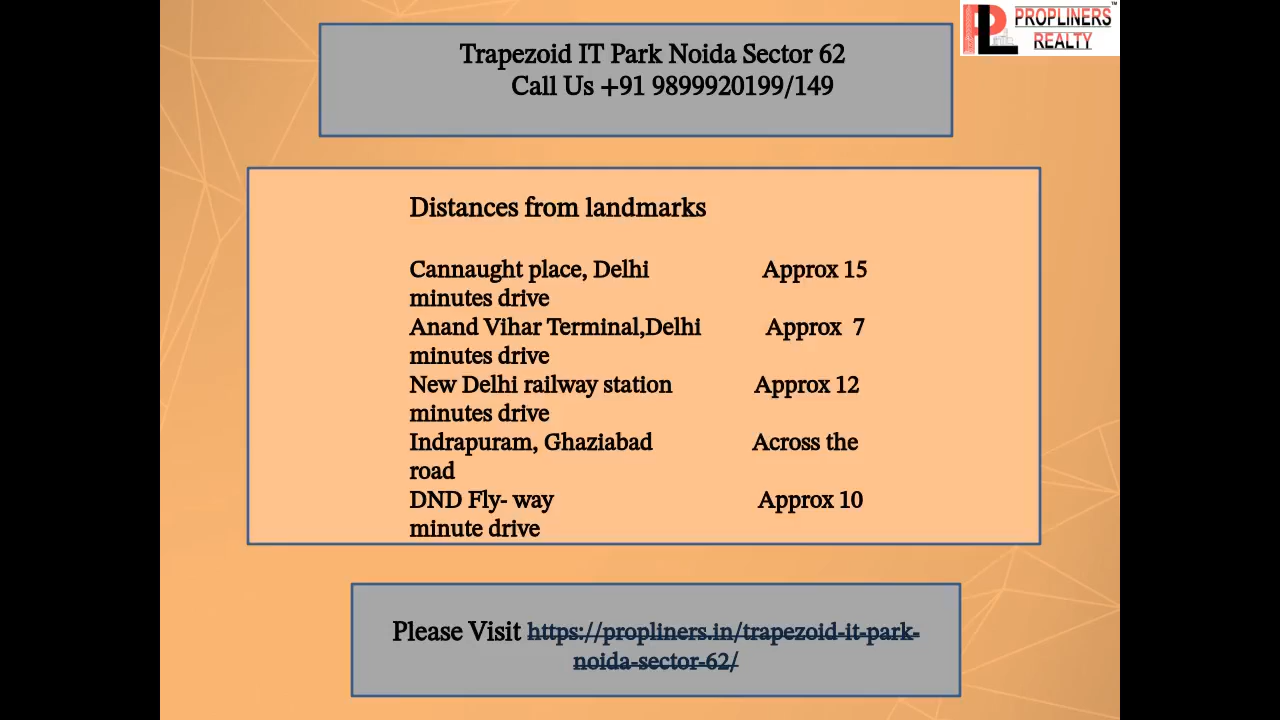 PROPLINERS
REALTY
Trapezoid IT Park Noida Sector 62
Call Us +91 9899920199/149
Distances from landmarks
Cannaught place, Delhi Approx 15
minutes drive
Anand Vihar Terminal,Delhi Approx 7
minutes drive
New Delhi railway station Approx 12
minutes drive
Indrapuram, Ghaziabad Across the
road
DND Fly- way Approx 10
minute drive
Please Visit https://propliners.in/trapezoid-it-park-
noida-sector-62/